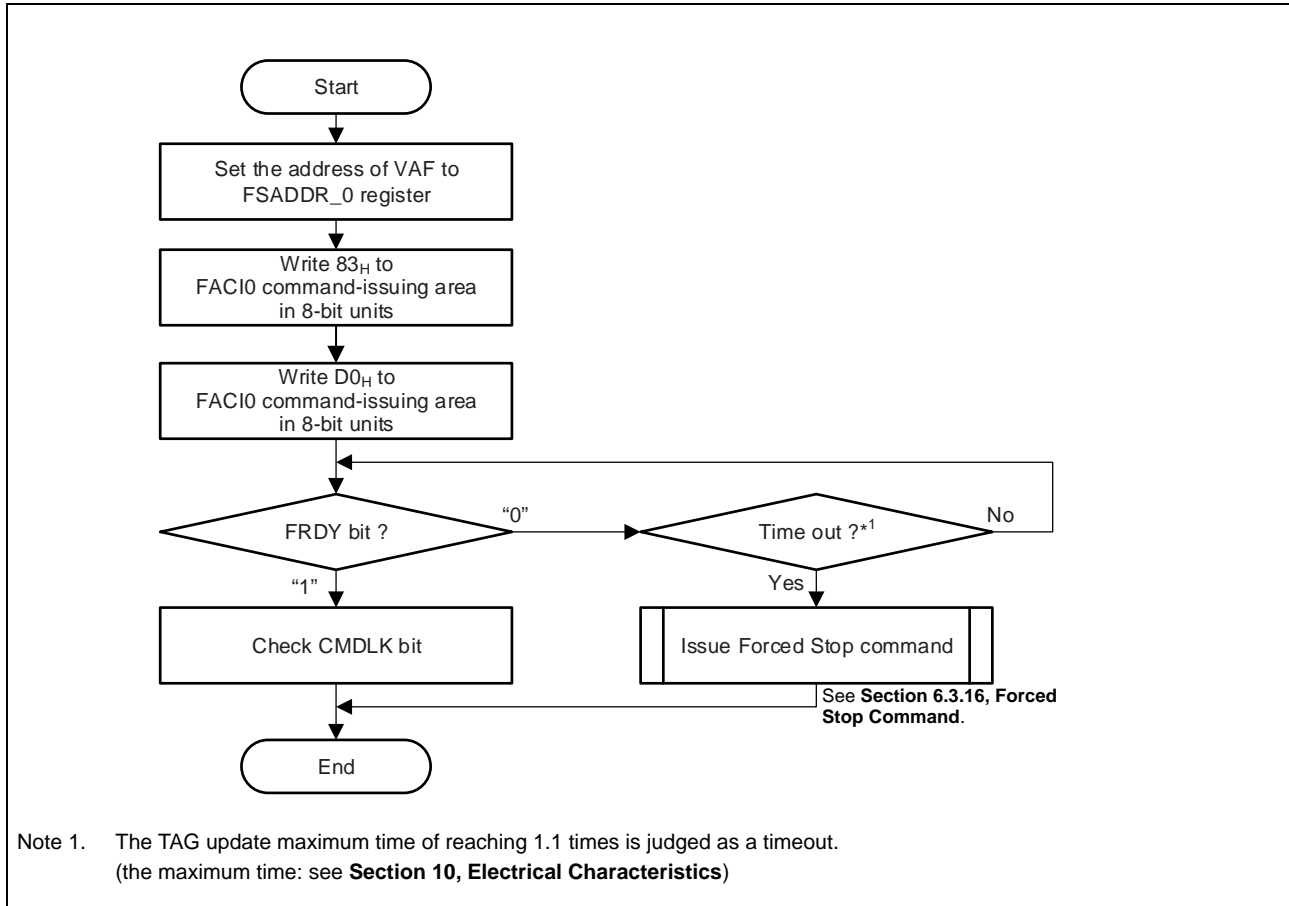 Start
Set the address of VAF to
FSADDR_0 register
Write 83H to
FACI0 command-issuing area
in 8-bit units
Write D0H to
FACI0 command-issuing area
in 8-bit units
FRDY bit ?
“0”
Time out ?*1
No
“1”
Yes
Check CMDLK bit
Issue Forced Stop command
See Section 6.3.16, Forced
Stop Command.
End
Note 1. The TAG update maximum time of reaching 1.1 times is judged as a timeout.
(the maximum time: see Section 10, Electrical Characteristics)